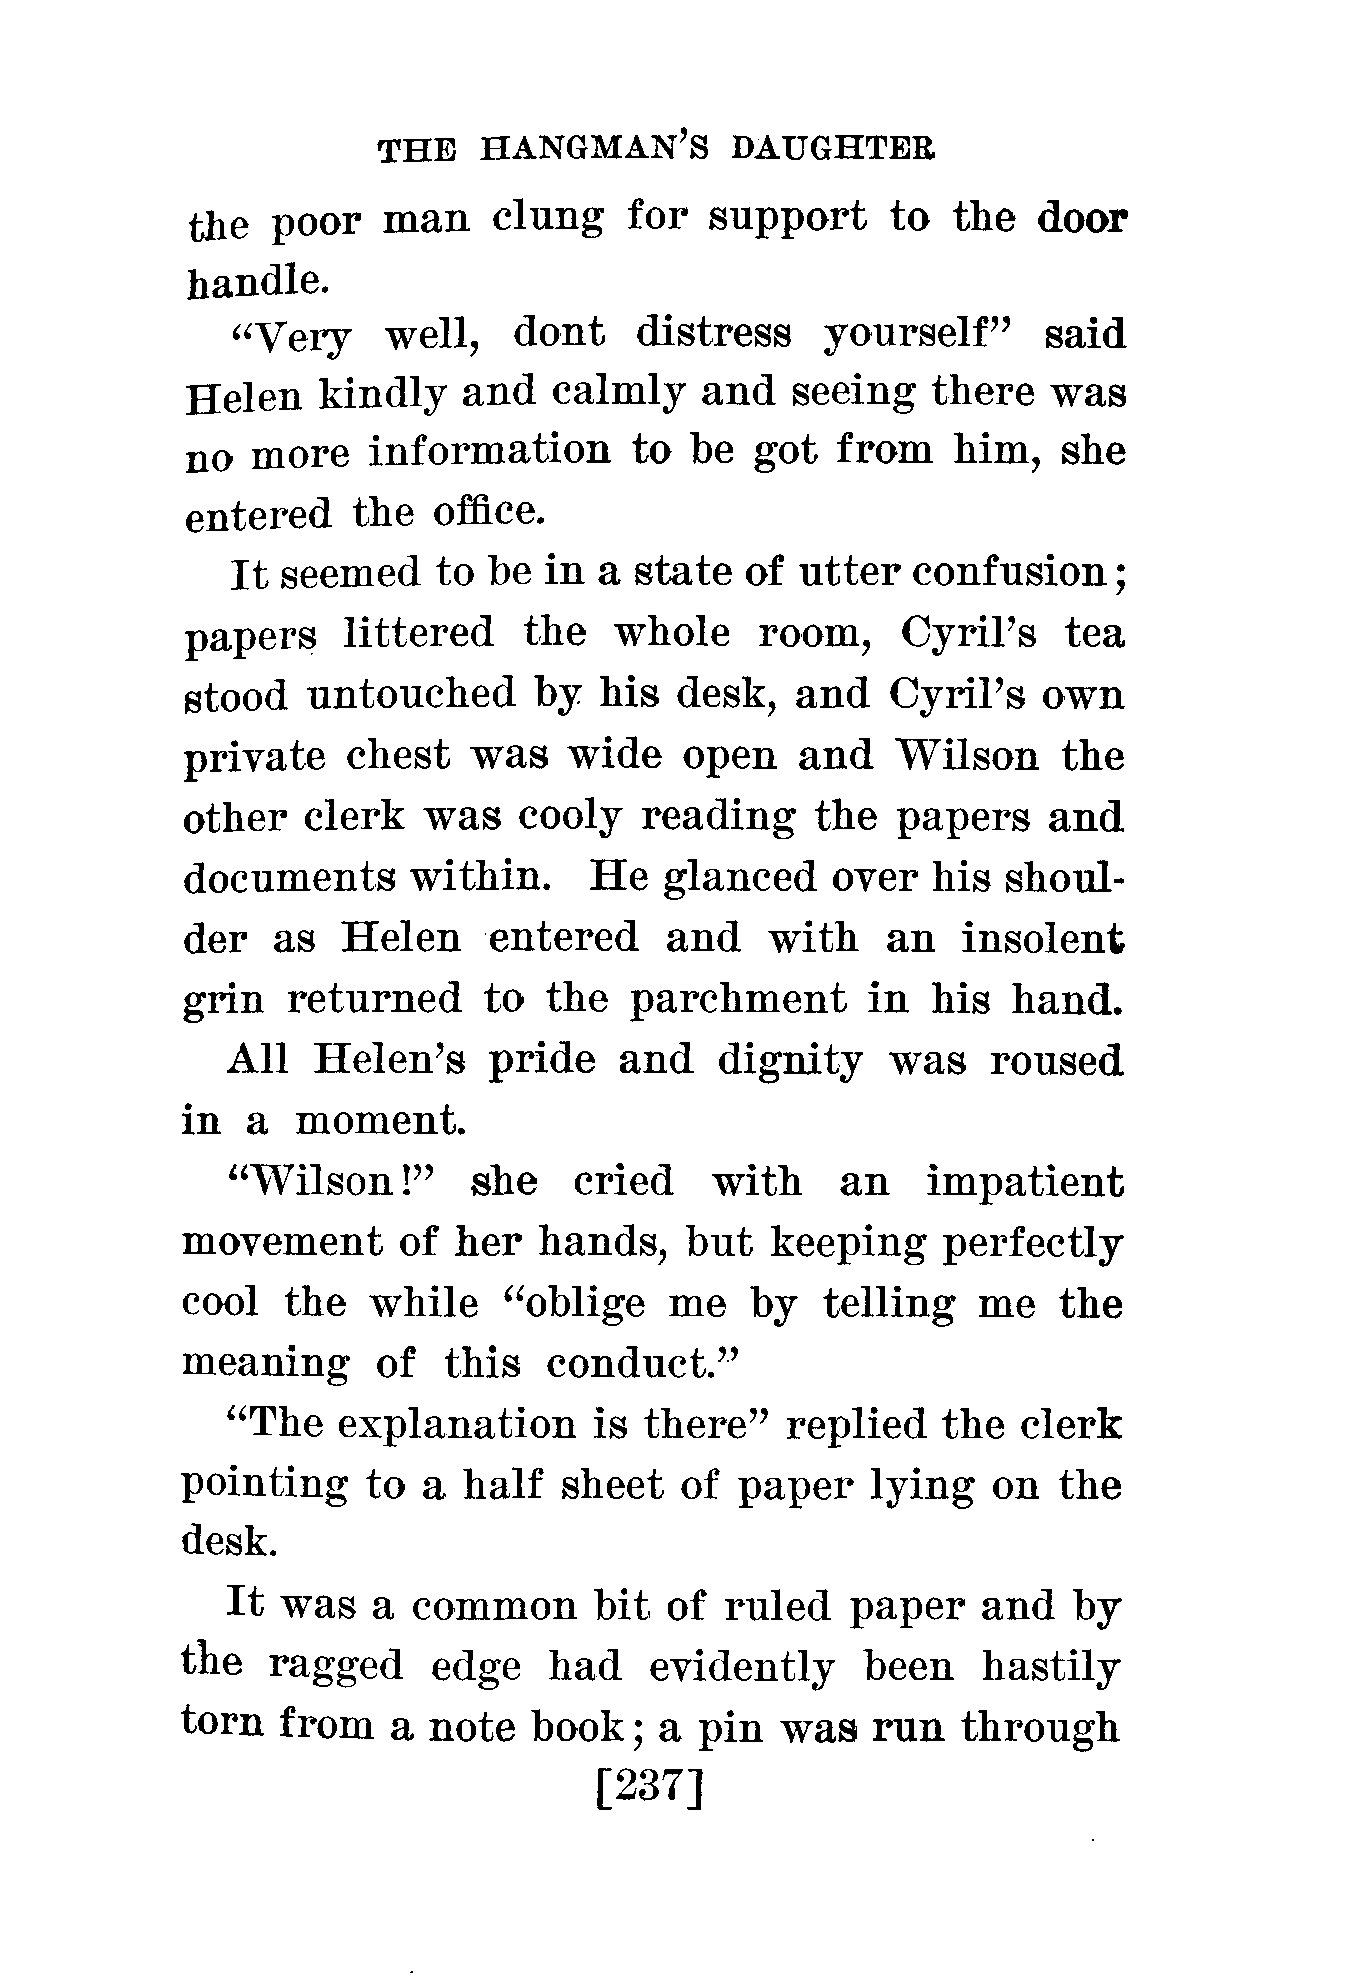 THE HANGMAN'S DAUGHTER
the poor man clung for support to the door
handle.
“Very well, dont distress yourself” said
Helen kindly and calmly and seeing there was
no more information to be got from him, she
entered the office.
It seemed to be in a state of utter confusion;
papers littered the whole room, Cyril’s tea
stood untouched by his desk, and Cyril’s own
private chest was wide open and Wilson the
other clerk was cooly reading the papers and
documents within. He glanced over his shoul-
der as Helen entered and with an insolent
grin returned to the parchment in his hand.
All Helen’s pride and dignity was roused
in a moment.
“Wilson!” she cried with an impatient
movement of her hands, but keeping perfectly
cool the while “oblige me by telling me the
meaning of this conduct.”
“The explanation is there” replied the clerk
pointing to a half sheet of paper lying on the
desk.
It was a common bit of ruled paper and by
the ragged edge had evidently been hastily
torn from a note book; a pin was run through
[237]